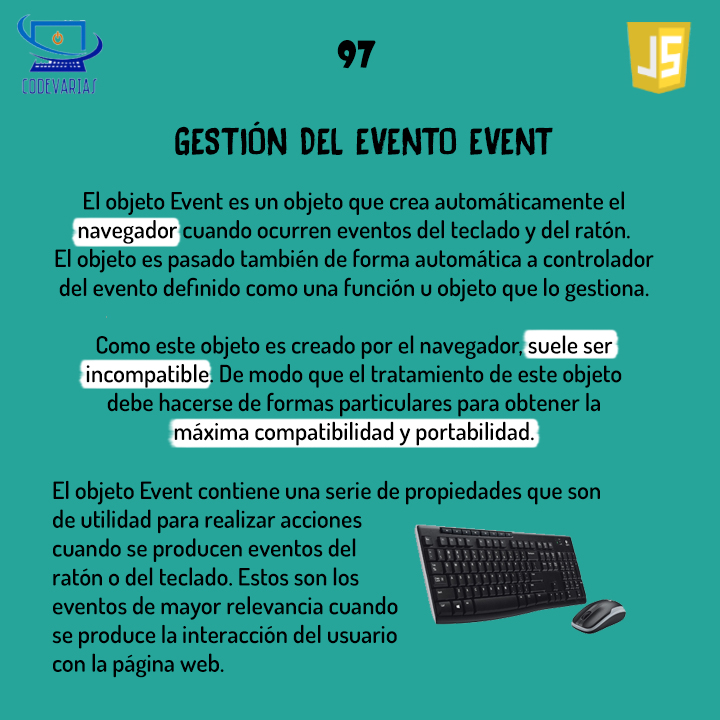 CODEVARIAS
97
JS
GESTIÓN DEL EVENTO EVENT
El objeto Event es un objeto que crea automáticamente el
navegador cuando ocurren eventos del teclado y del ratón.
El objeto es pasado también de forma automática a controlador
del evento definido como una función u objeto que lo gestiona.
Como este objeto es creado por el navegador, suele ser
incompatible. De modo que el tratamiento de este objeto
debe hacerse de formas particulares para obtener la
máxima compatibilidad y portabilidad.
El objeto Event contiene una serie de propiedades que son
de utilidad para realizar acciones
cuando se producen eventos del
ratón o del teclado. Estos son los
eventos de mayor relevancia cuando
se produce la interacción del usuario
con la página web.